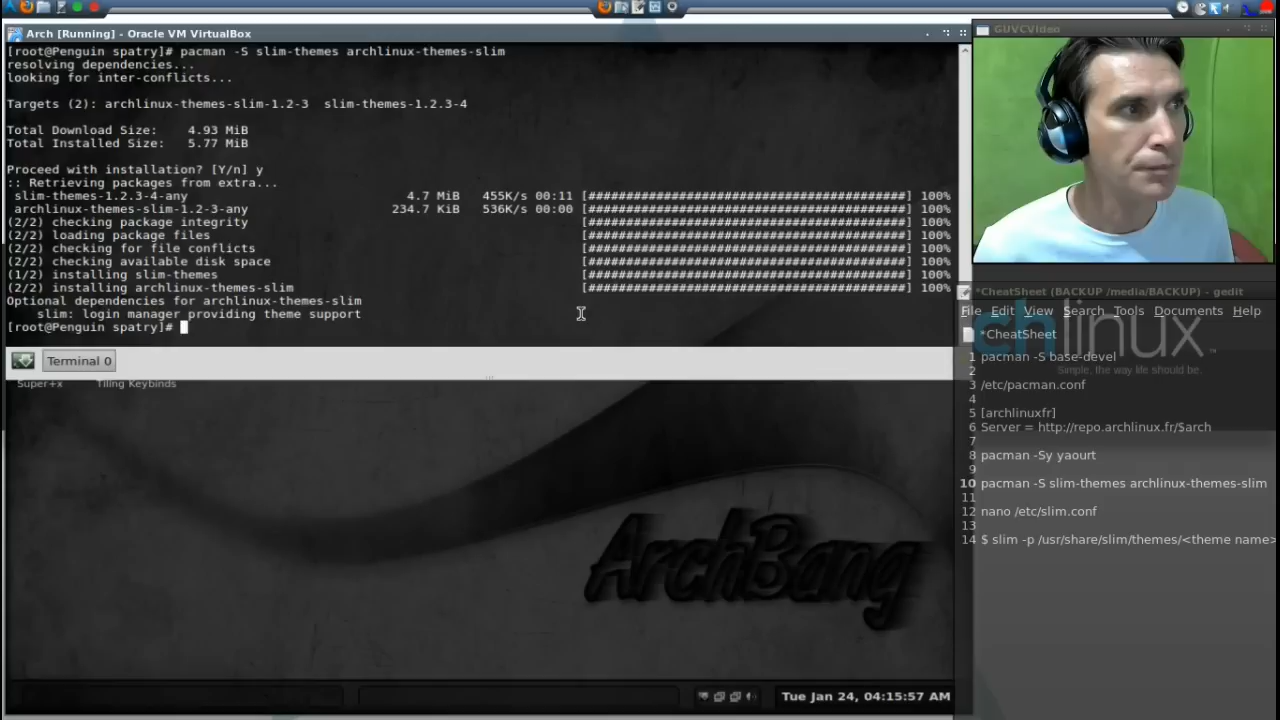 Arch [Running] - Oracle VM VirtualBox
[root@Penguin spatry]# pacman -S slim-themes archlinux-themes-slim
resolving dependencies...
looking for inter-conflicts...
Targets (2): archlinux-themes-slim-1.2-3  slim-themes-1.2.3-4
Total Download Size:    4.93 MiB
Total Installed Size:   5.77 MiB
Proceed with installation? [Y/n] y
:: Retrieving packages from extra...
slim-themes-1.2.3-4-any 4.7 MiB 455K/s 00:11 [##########################################] 100%
archlinux-themes-slim-1.2-3-any 234.7 KiB 536K/s 00:00 [##########################################] 100%
(2/2) checking package integrity [##########################################] 100%
(2/2) loading package files [##########################################] 100%
(2/2) checking for file conflicts [##########################################] 100%
(2/2) checking available disk space [##########################################] 100%
(1/2) installing slim-themes [##########################################] 100%
(2/2) installing archlinux-themes-slim [##########################################] 100%
Optional dependencies for archlinux-themes-slim
slim: login manager providing theme support
[root@Penguin spatry]#
Terminal 0
Super+x Tiling Keybinds
ArchBang
Tue Jan 24, 04:15:57 AM
GUVCVideo
*CheatSheet (BACKUP /media/BACKUP) - gedit
File Edit View Search Tools Documents Help
*CheatSheet
chlinux
Simple, the way life should be.
1 pacman -S base-devel
2
3 /etc/pacman.conf
4
5 [archlinuxfr]
6 Server = http://repo.archlinux.fr/$arch
7
8 pacman -Sy yaourt
9
10 pacman -S slim-themes archlinux-themes-slim
11
12 nano /etc/slim.conf
13
14 $ slim -p /usr/share/slim/themes/<theme name>